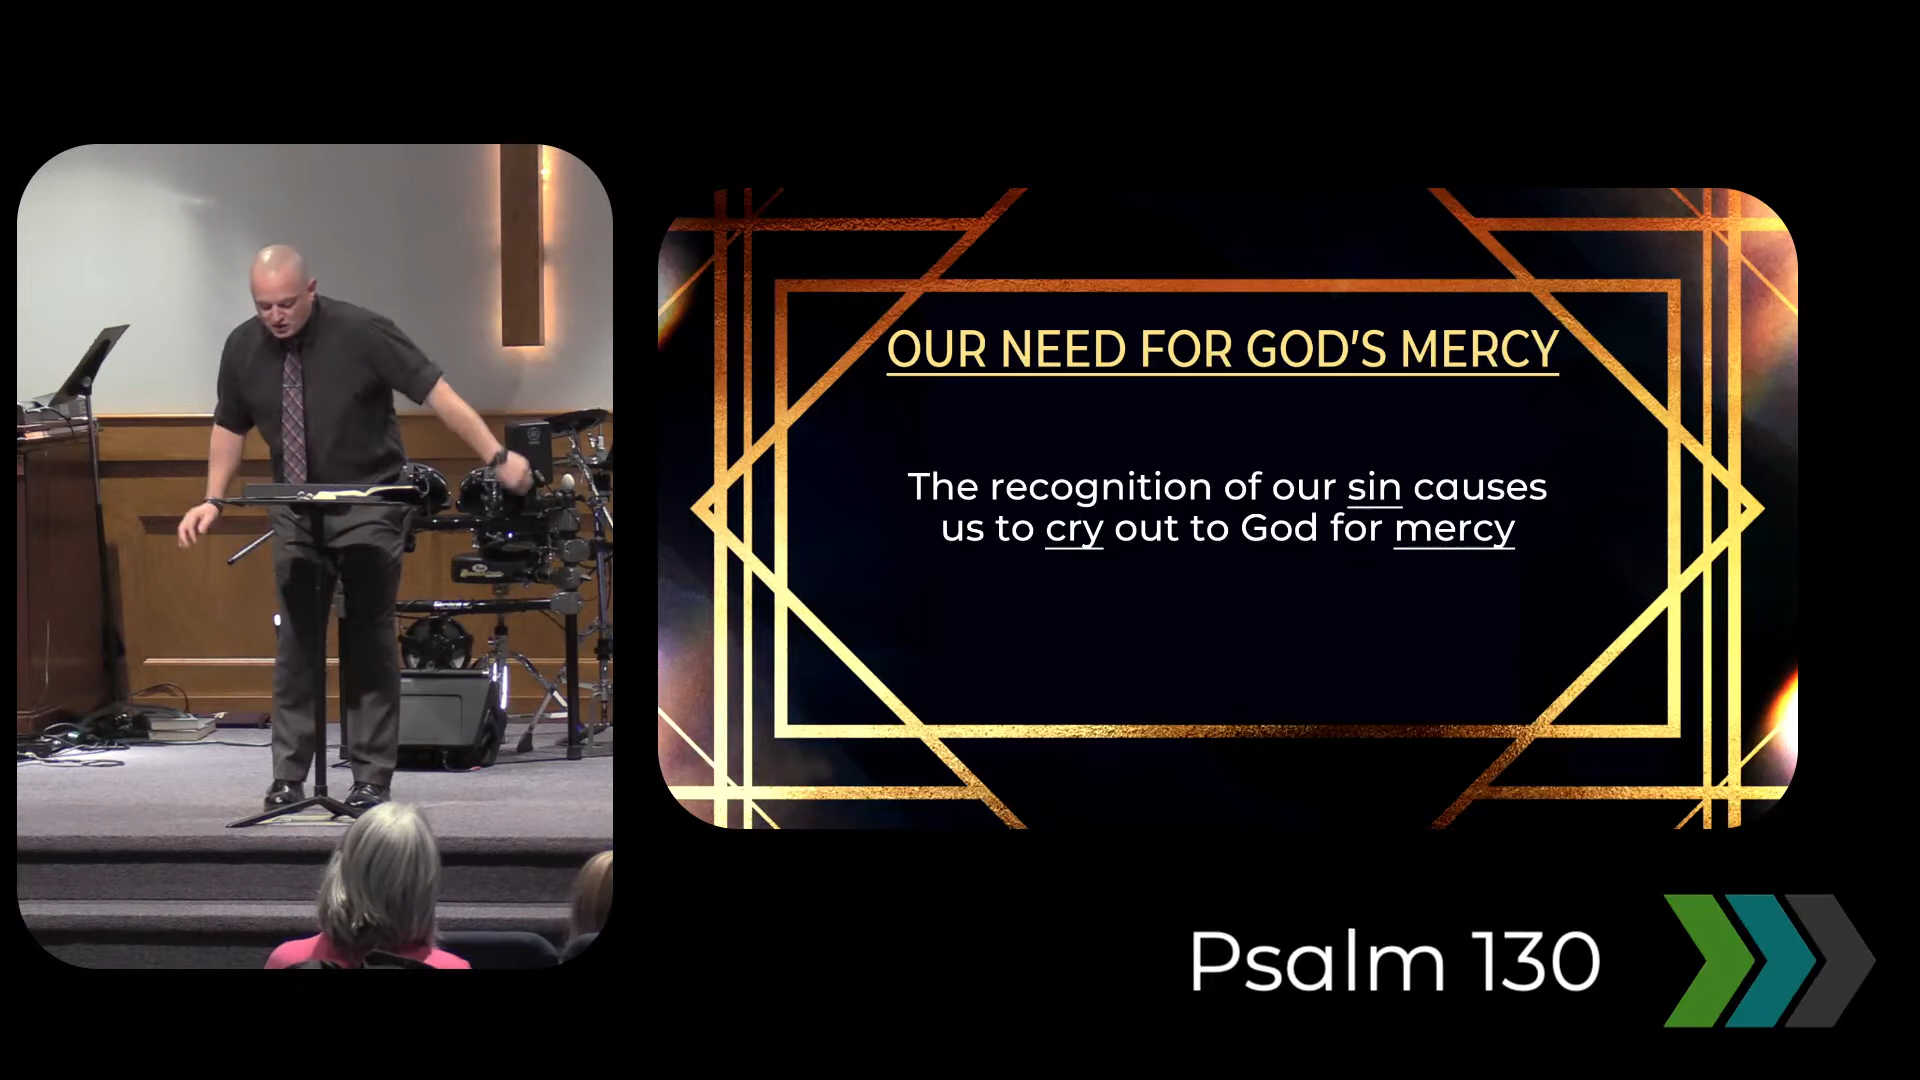 OUR NEED FOR GOD'S MERCY
The recognition of our sin causes
us to cry out to God for mercy
Psalm 130